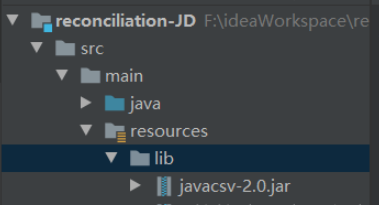 reconciliation-JD F:\ideaWorkspace\re
src
main
java
resources
lib
javacsv-2.0.jar